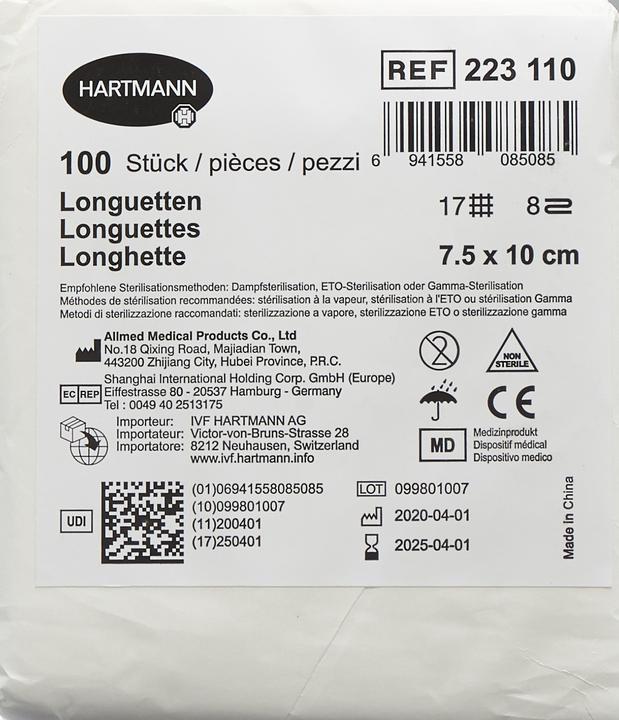 HARTMANN
REF 223 110
6 941558 085085
100 Stück / pièces / pezzi
Longuetten
Longuettes
Longhette
17 8
7.5 x 10 cm
Empfohlene Sterilisationsmethoden: Dampfsterilisation, ETO-Sterilisation oder Gamma-Sterilisation
Méthodes de stérilisation recommandées: stérilisation à la vapeur, stérilisation à l'ETO ou stérilisation Gamma
Metodi di sterilizzazione raccomandati: sterilizzazione a vapore, sterilizzazione ETO o sterilizzazione gamma
Allmed Medical Products Co., Ltd
No.18 Qixing Road, Majiadian Town,
443200 Zhijiang City, Hubei Province, P.R.C.
2
NON
STERILE
EC REP
Shanghai International Holding Corp. GmbH (Europe)
Eiffestrasse 80 - 20537 Hamburg - Germany
Tel : 0049 40 2513175
CE
Importeur: IVF HARTMANN AG
Importateur: Victor-von-Bruns-Strasse 28
Importatore: 8212 Neuhausen, Switzerland
www.ivf.hartmann.info
MD
Medizinprodukt
Dispositif médical
Dispositivo medico
UDI
(01)06941558085085
(10)099801007
(11)200401
(17)250401
LOT 099801007
2020-04-01
2025-04-01
Made In China